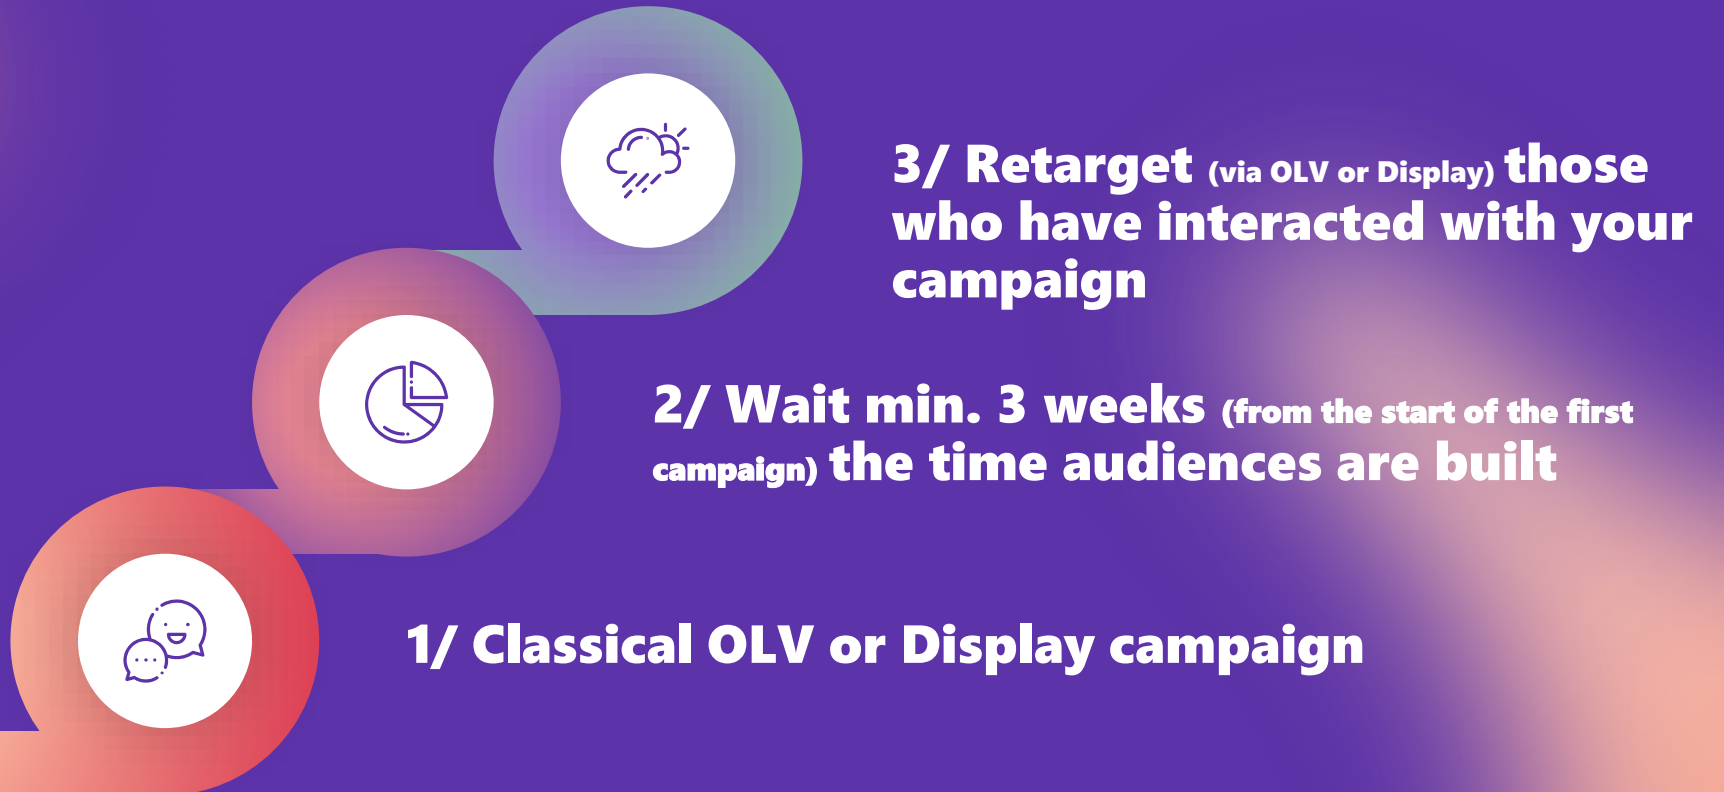 3/ Retarget (via OLV or Display) those
who have interacted with your
campaign
2/ Wait min. 3 weeks (from the start of the first
campaign) the time audiences are built
1/ Classical OLV or Display campaign